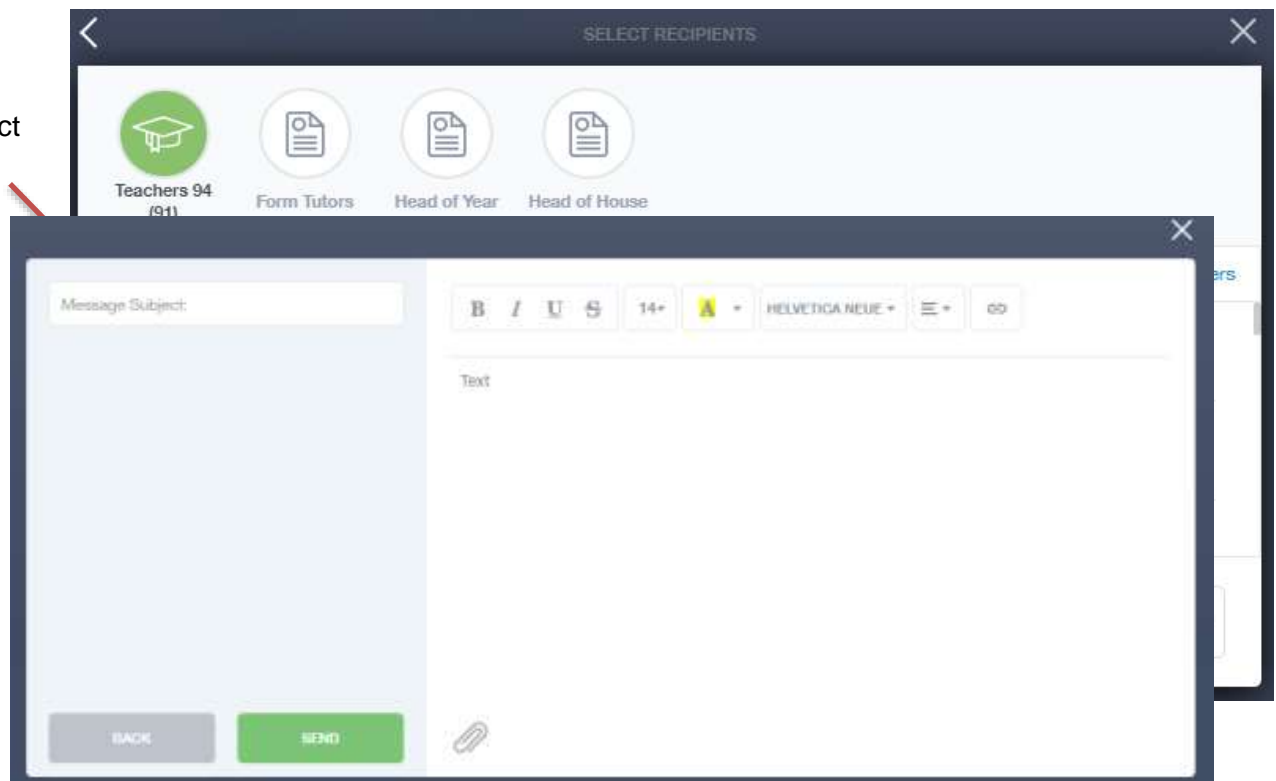 SELECT RECIPIENTS
ct
Teachers 94
(91)
Form Tutors
Head of Year
Head of House
ers
Message Subject:
B I U S 14 A HELVETICA NEUE
Text
BACK
SEND